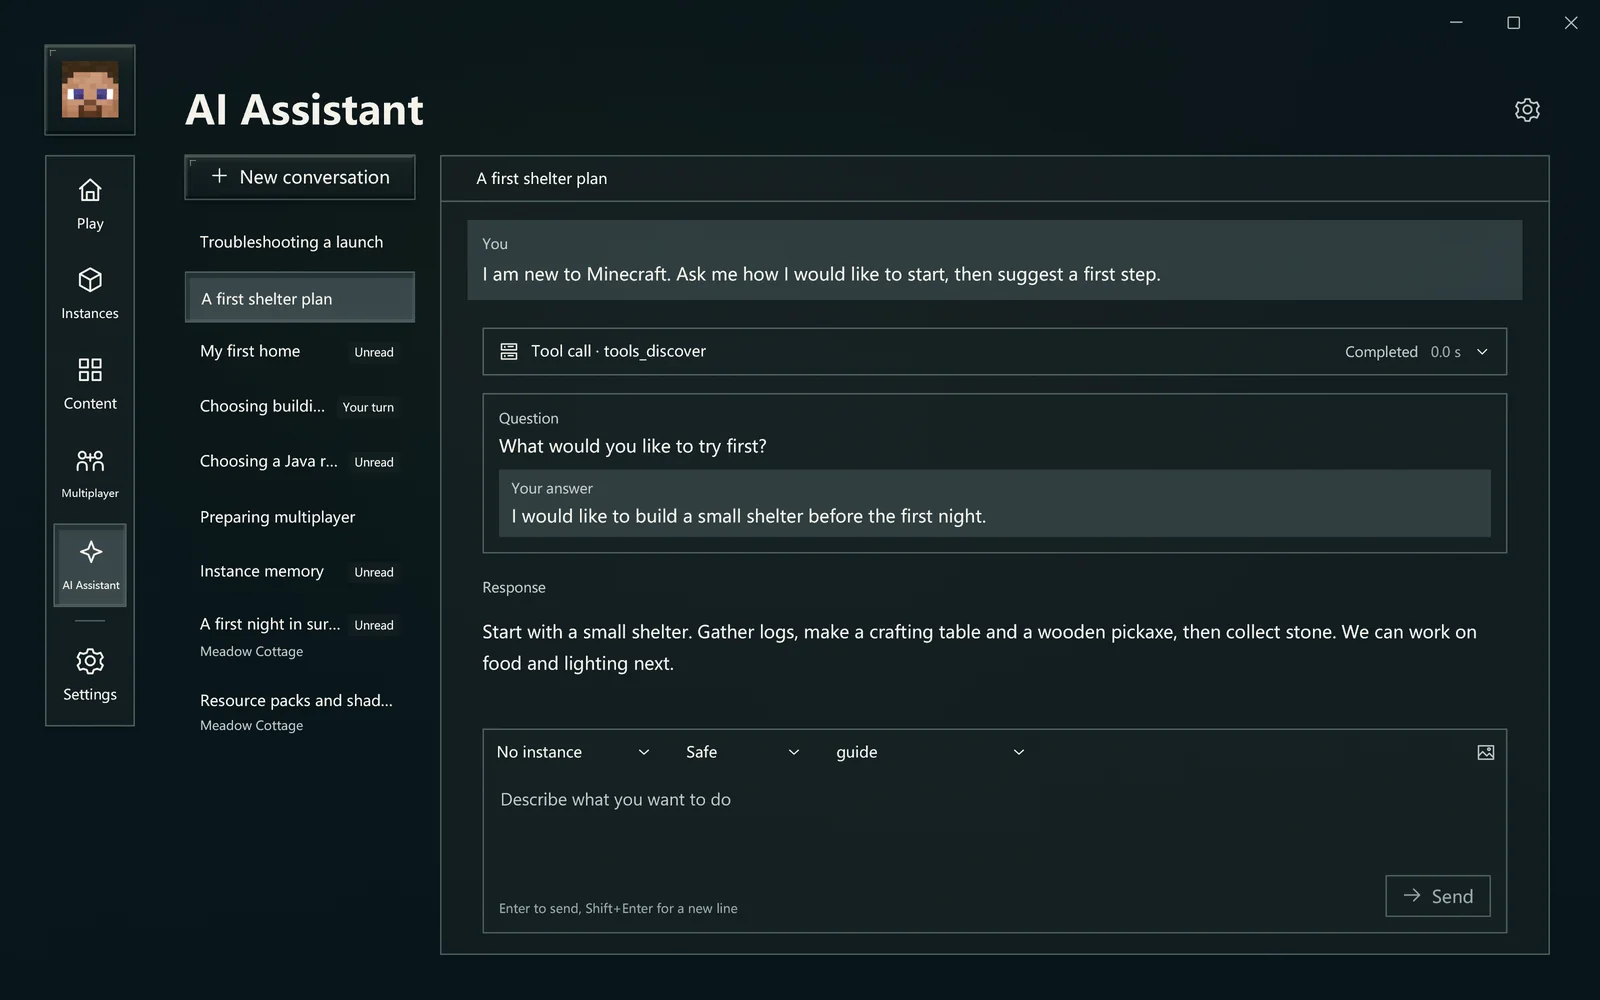 AI Assistant
Play
Instances
Content
Multiplayer
AI Assistant
Settings
New conversation
Troubleshooting a launch
A first shelter plan
My first home
Unread
Choosing buildi...
Your turn
Choosing a Java r...
Unread
Preparing multiplayer
Instance memory
Unread
A first night in sur...
Unread
Meadow Cottage
Resource packs and shad...
Meadow Cottage
A first shelter plan
You
I am new to Minecraft. Ask me how I would like to start, then suggest a first step.
Tool call · tools_discover
Completed 0.0 s
Question
What would you like to try first?
Your answer
I would like to build a small shelter before the first night.
Response
Start with a small shelter. Gather logs, make a crafting table and a wooden pickaxe, then collect stone. We can work on
food and lighting next.
No instance
Safe
guide
Describe what you want to do
Enter to send, Shift+Enter for a new line
Send